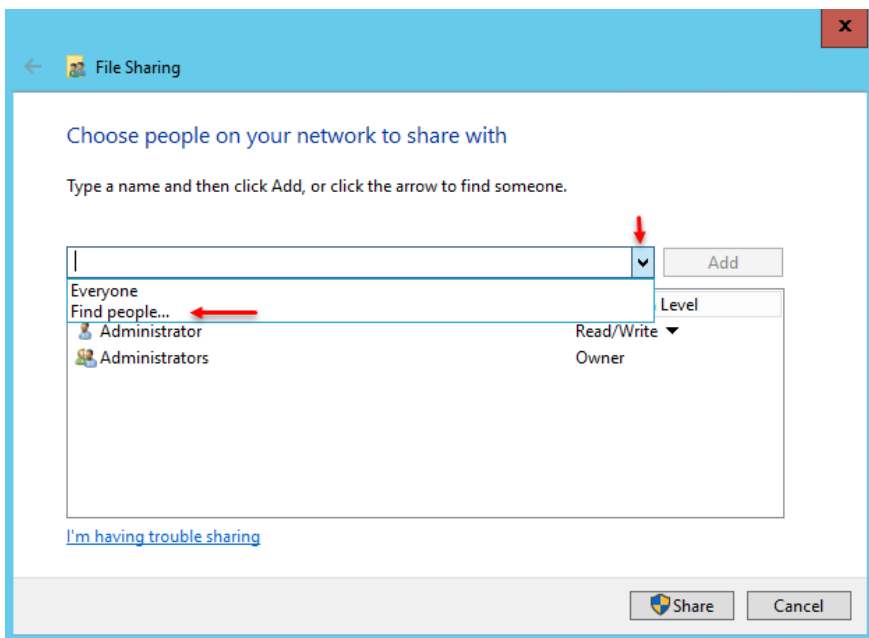 x
File Sharing
Choose people on your network to share with
Type a name and then click Add, or click the arrow to find someone.
Add
Everyone
Find people...
Level
Administrator Read/Write
Administrators Owner
I'm having trouble sharing
Share Cancel